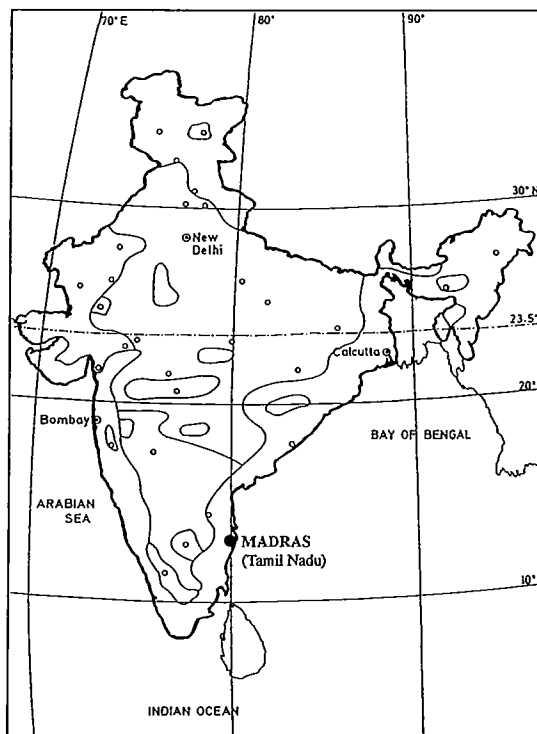 70° E
80°
90°
30° N
New
Delhi
23.5°
Calcutta
20°
Bombay
BAY OF BENGAL
ARABIAN
SEA
MADRAS
(Tamil Nadu)
10°
INDIAN OCEAN